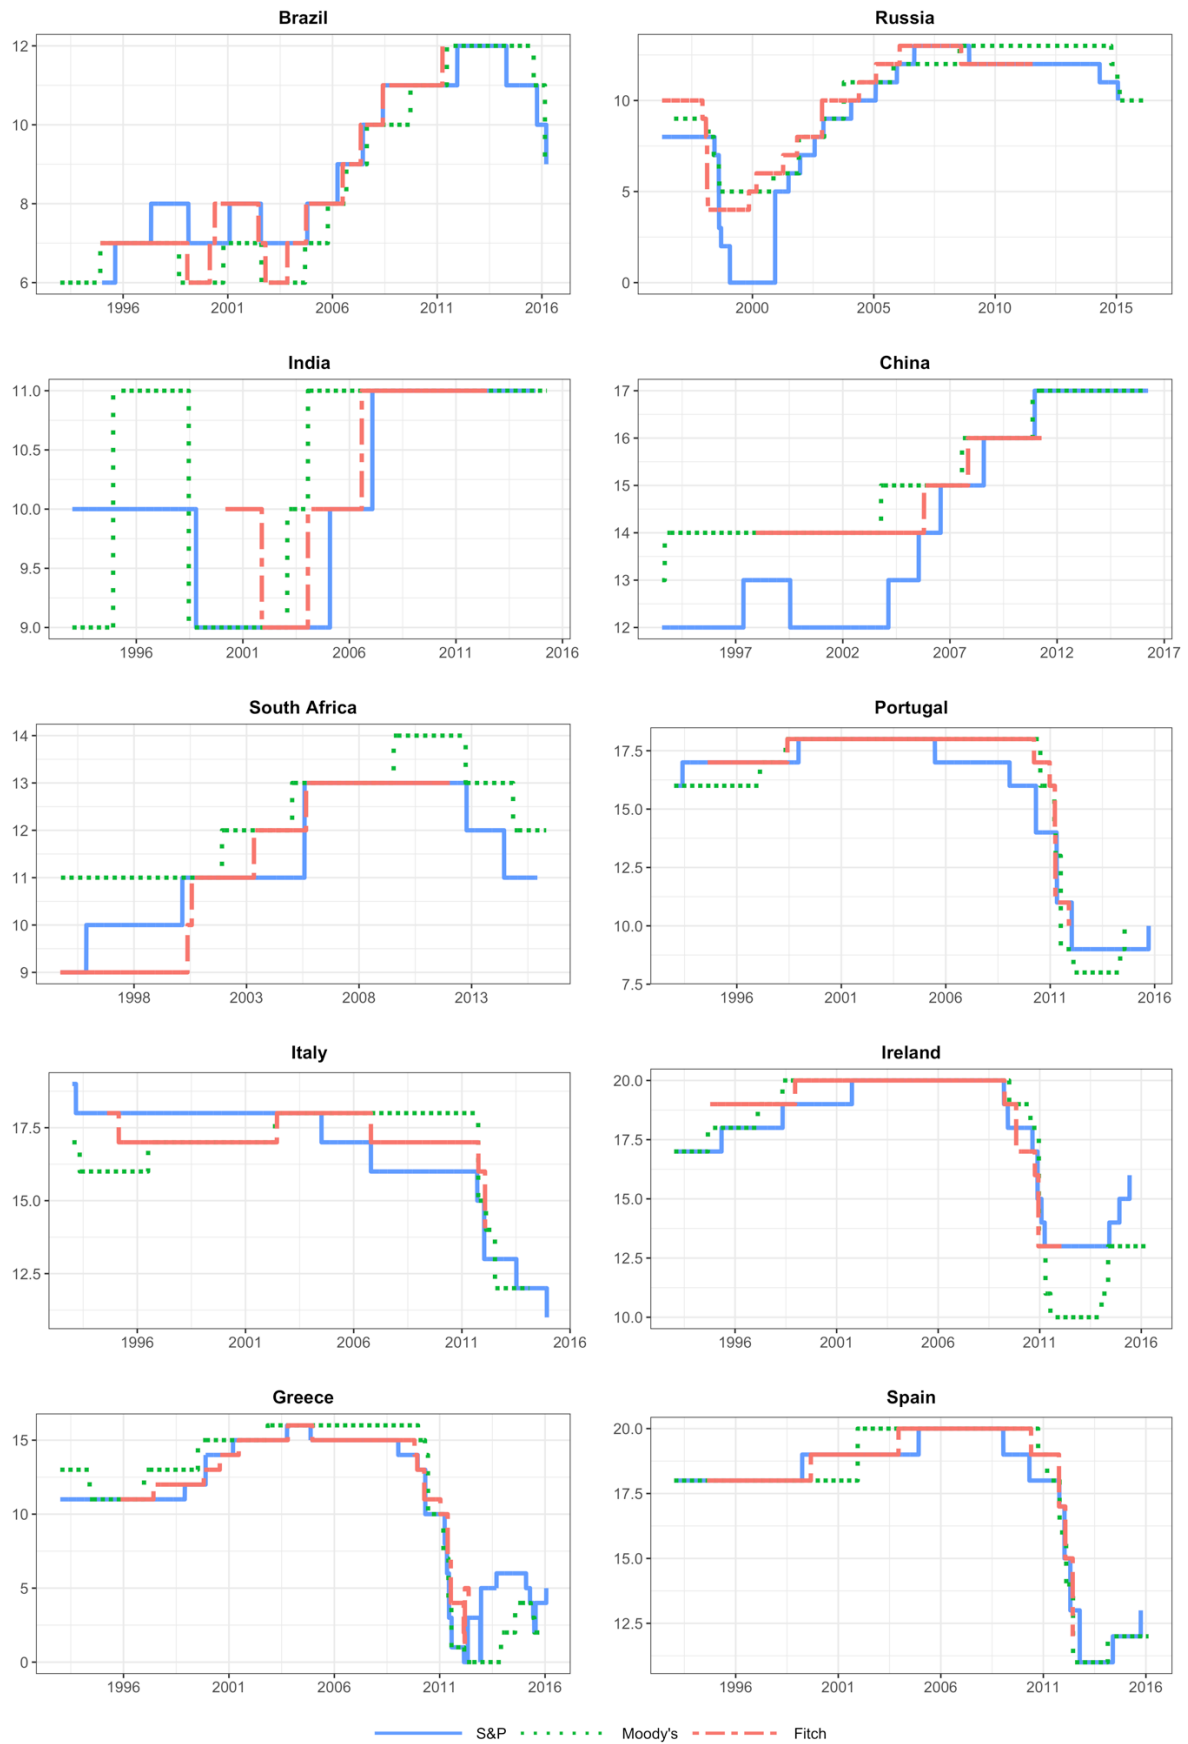 Brazil
12
10
8
6
1996 2001 2006 2011 2016
Russia
10
5
0
2000 2005 2010 2015
India
11.0
10.5
10.0
9.5
9.0
1996 2001 2006 2011 2016
China
17
16
15
14
13
12
1997 2002 2007 2012 2017
South Africa
14
13
12
11
10
9
1998 2003 2008 2013
Portugal
17.5
15.0
12.5
10.0
7.5
1996 2001 2006 2011 2016
Italy
17.5
15.0
12.5
1996 2001 2006 2011 2016
Ireland
20.0
17.5
15.0
12.5
10.0
1996 2001 2006 2011 2016
Greece
15
10
5
0
1996 2001 2006 2011 2016
Spain
20.0
17.5
15.0
12.5
1996 2001 2006 2011 2016
S&P Moody's Fitch